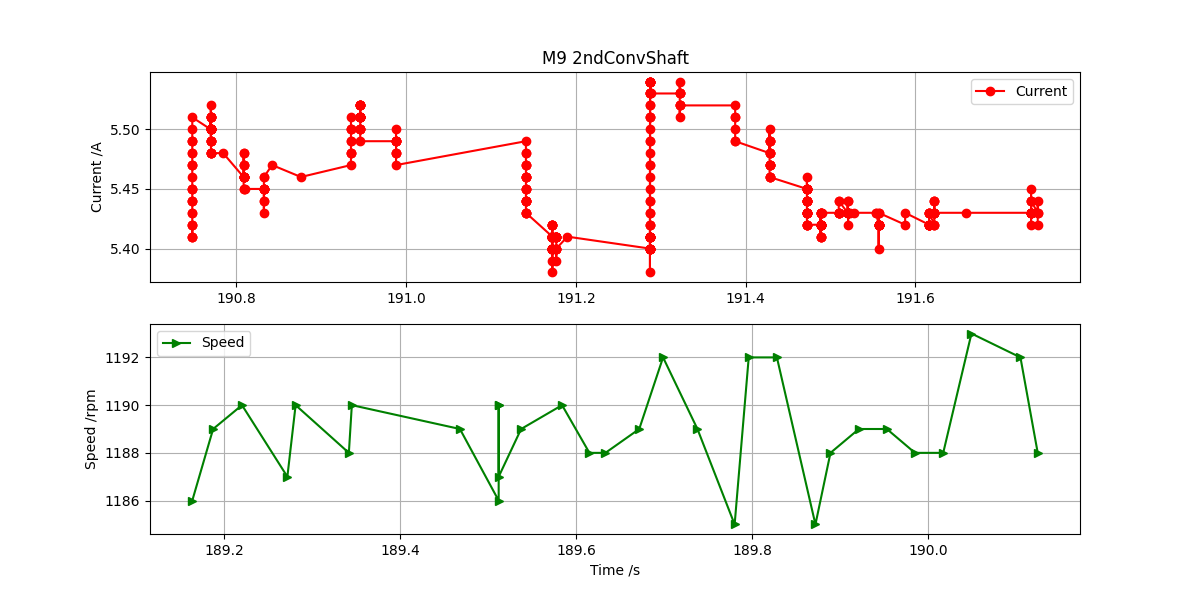 M9 2ndConvShaft
Current
Current /A
5.50
5.45
5.40
190.8 191.0 191.2 191.4 191.6
Speed
Speed /rpm
1192
1190
1188
1186
189.2 189.4 189.6 189.8 190.0
Time /s